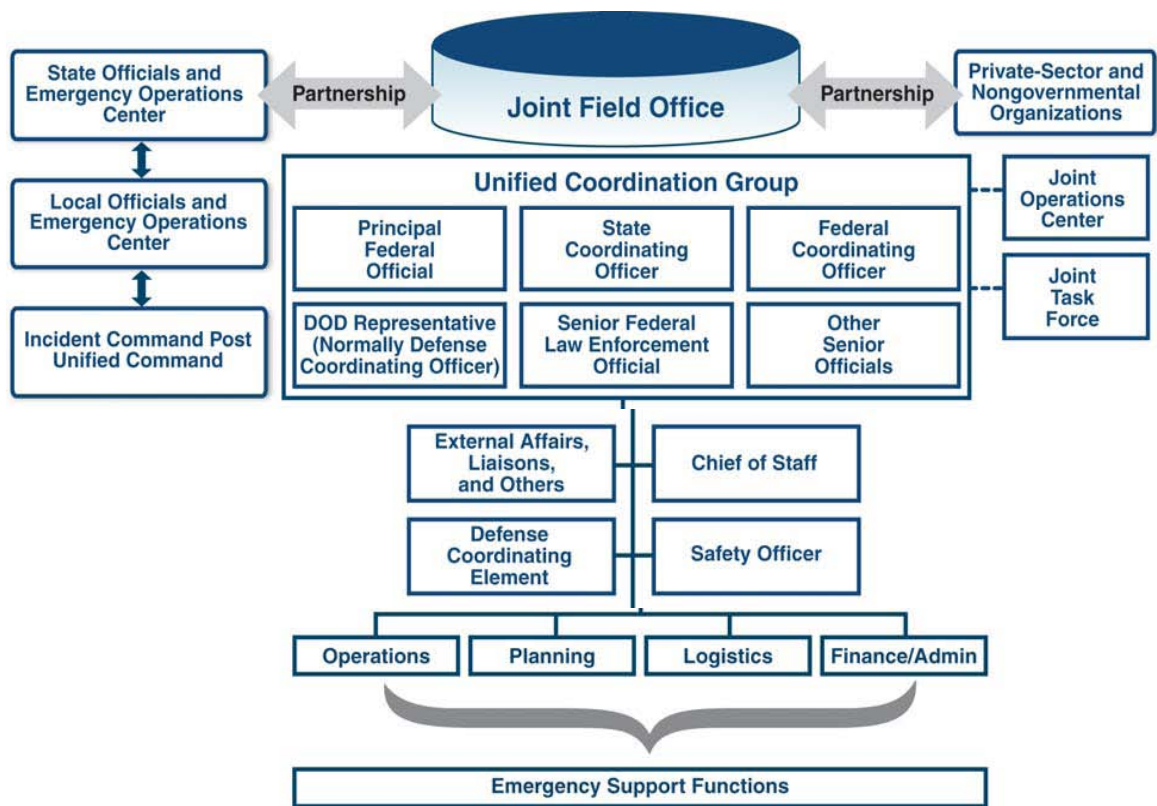 State Officials and
Emergency Operations
Center
Partnership
Joint Field Office
Partnership
Private-Sector and
Nongovernmental
Organizations
Local Officials and
Emergency Operations
Center
Incident Command Post
Unified Command
Unified Coordination Group
Principal
Federal
Official
State
Coordinating
Officer
Federal
Coordinating
Officer
DOD Representative
(Normally Defense
Coordinating Officer)
Senior Federal
Law Enforcement
Official
Other
Senior
Officials
Joint
Operations
Center
Joint
Task
Force
External Affairs,
Liaisons,
and Others
Chief of Staff
Defense
Coordinating
Element
Safety Officer
Operations
Planning
Logistics
Finance/Admin
Emergency Support Functions